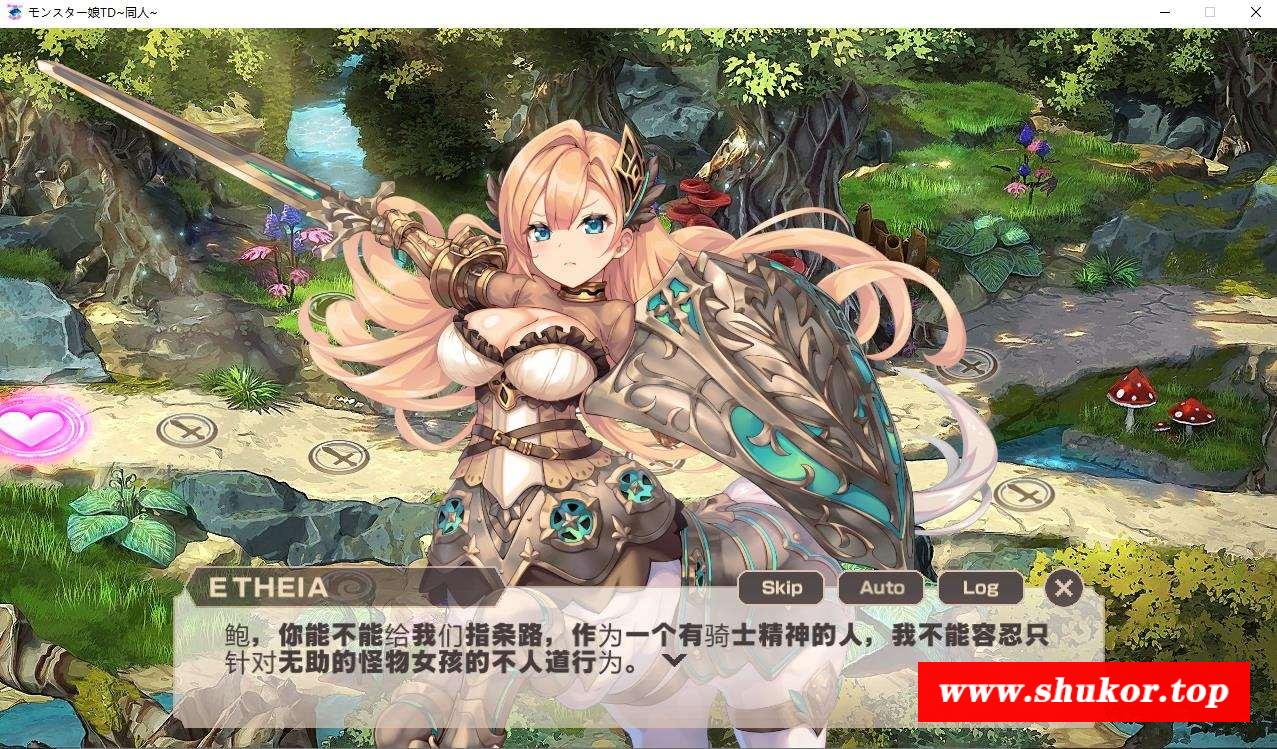 モンスター娘TD~同人~
ETHEIA
Skip
Auto
Log
鲍，你能不能给我们指条路，作为一个有骑士精神的人，我不能容忍只
针对无助的怪物女孩的不人道行为。
www.shukor.top